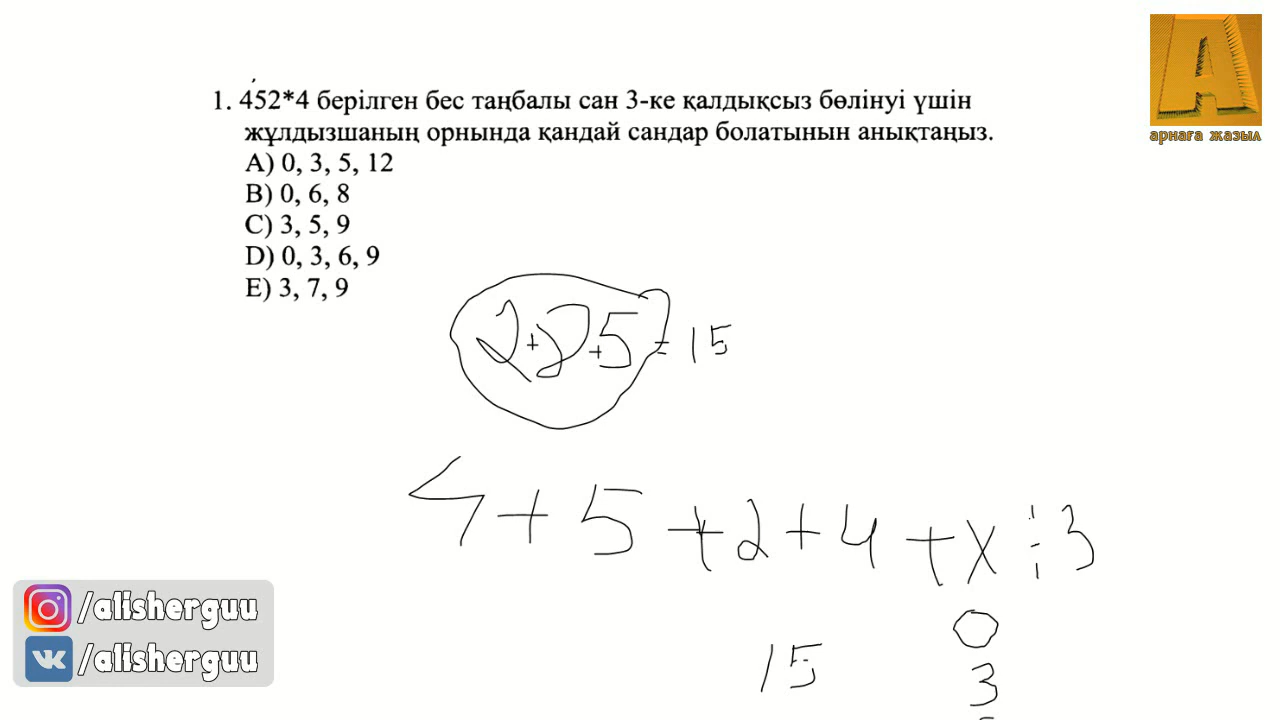 1. 452*4 берілген бес таңбалы сан 3-ке қалдықсыз бөлінуі үшін
жұлдызшаның орнында қандай сандар болатынын анықтаңыз.
A) 0, 3, 5, 12
B) 0, 6, 8
C) 3, 5, 9
D) 0, 3, 6, 9
E) 3, 7, 9
A
арнаға жазыл
2+8+5=15
4+5+2+4+x÷3
0
15
3
/alisherguu
/alisherguu